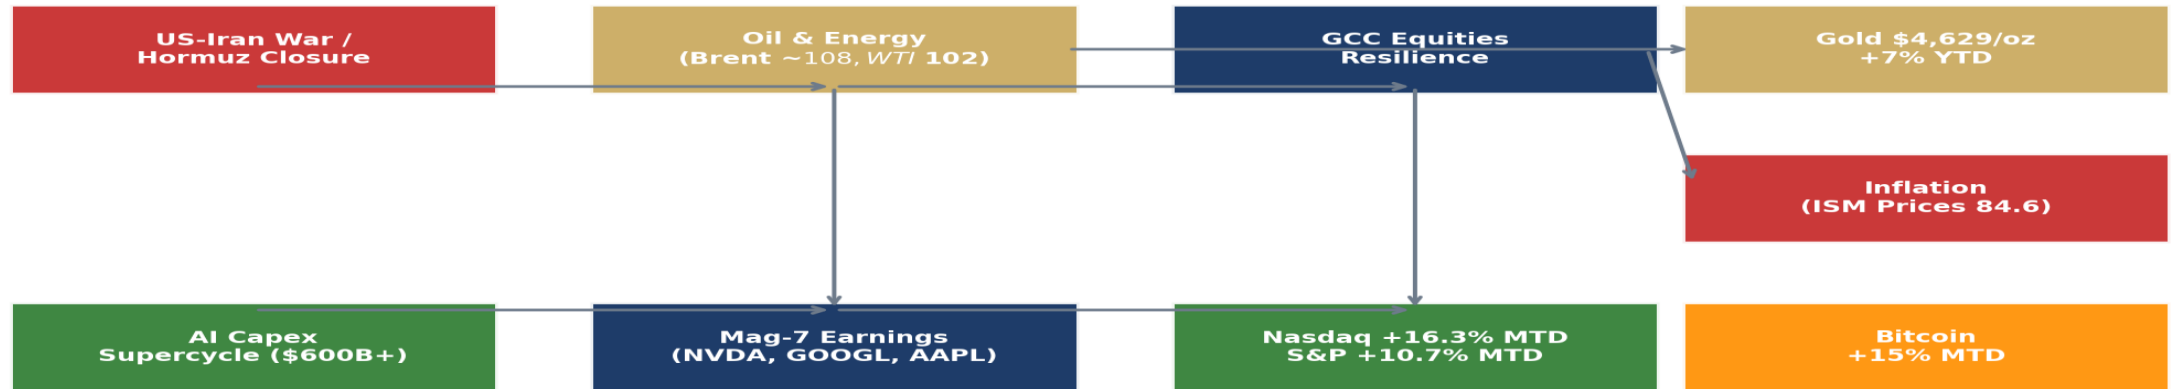 US-Iran War /
Hormuz Closure
Oil & Energy
(Brent ~108, WTI 102)
GCC Equities
Resilience
Gold $4,629/oz
+7% YTD
Inflation
(ISM Prices 84.6)
AI Capex
Supercycle ($600B+)
Mag-7 Earnings
(NVDA, GOOGL, AAPL)
Nasdaq +16.3% MTD
S&P +10.7% MTD
Bitcoin
+15% MTD